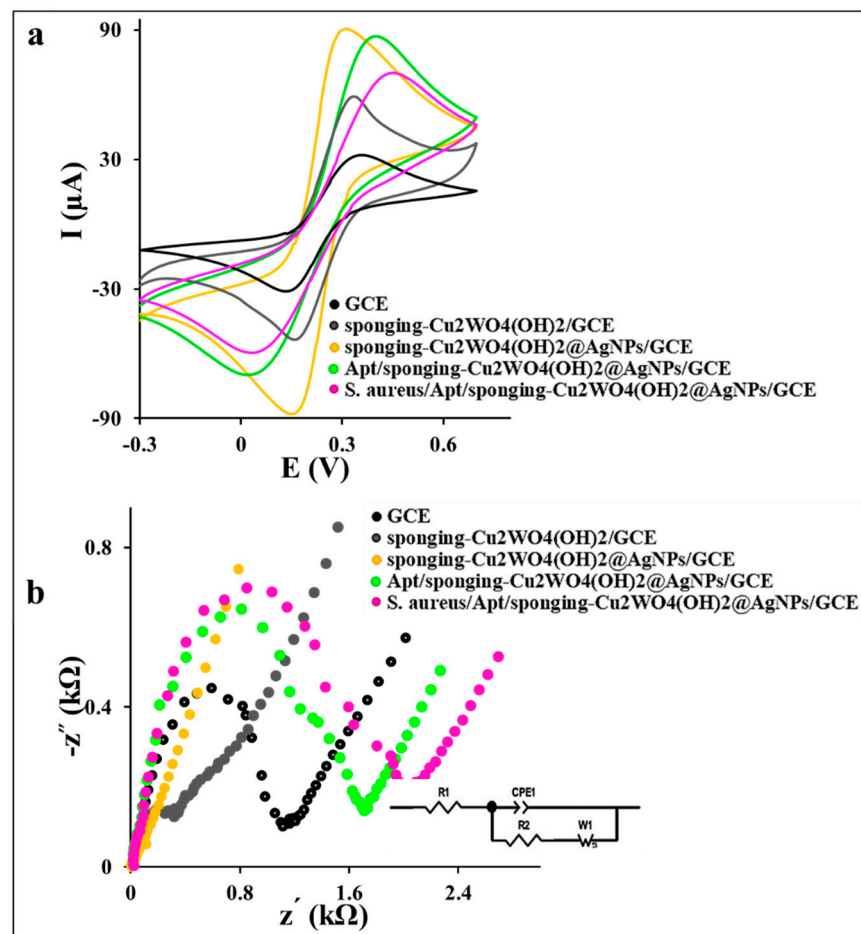 a
90
30
-30
-90
I (µA)
-0.3
0
0.3
0.6
E (V)
GCE
sponging-Cu2WO4(OH)2/GCE
sponging-Cu2WO4(OH)2@AgNPs/GCE
Apt/sponging-Cu2WO4(OH)2@AgNPs/GCE
S. aureus/Apt/sponging-Cu2WO4(OH)2@AgNPs/GCE
b
GCE
sponging-Cu2WO4(OH)2/GCE
sponging-Cu2WO4(OH)2@AgNPs/GCE
Apt/sponging-Cu2WO4(OH)2@AgNPs/GCE
S. aureus/Apt/sponging-Cu2WO4(OH)2@AgNPs/GCE
0.8
0.4
0
-z″ (kΩ)
R1
CPE1
R2
W1
s
0
0.8
1.6
2.4
z´ (kΩ)